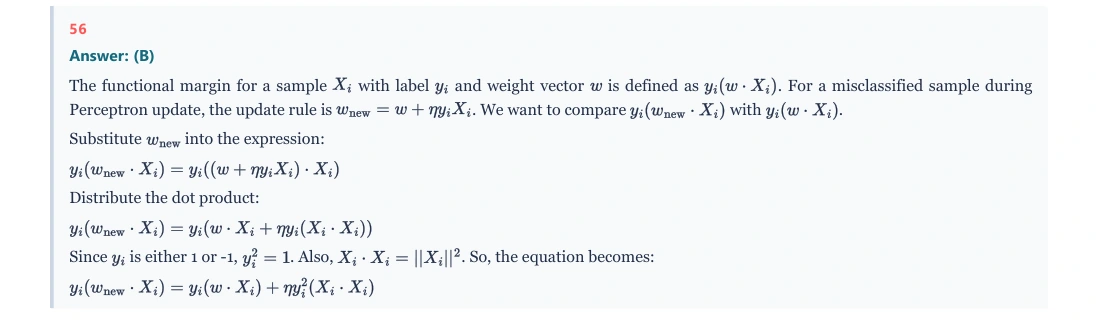 56
Answer: (B)
The functional margin for a sample Xᵢ with label yᵢ and weight vector w is defined as yᵢ(w · Xᵢ). For a misclassified sample during
Perceptron update, the update rule is w_new = w + ηyᵢXᵢ. We want to compare yᵢ(w_new · Xᵢ) with yᵢ(w · Xᵢ).
Substitute w_new into the expression:
yᵢ(w_new · Xᵢ) = yᵢ((w + ηyᵢXᵢ) · Xᵢ)
Distribute the dot product:
yᵢ(w_new · Xᵢ) = yᵢ(w · Xᵢ + ηyᵢ(Xᵢ · Xᵢ))
Since yᵢ is either 1 or -1, yᵢ² = 1. Also, Xᵢ · Xᵢ = ||Xᵢ||². So, the equation becomes:
yᵢ(w_new · Xᵢ) = yᵢ(w · Xᵢ) + ηyᵢ²(Xᵢ · Xᵢ)